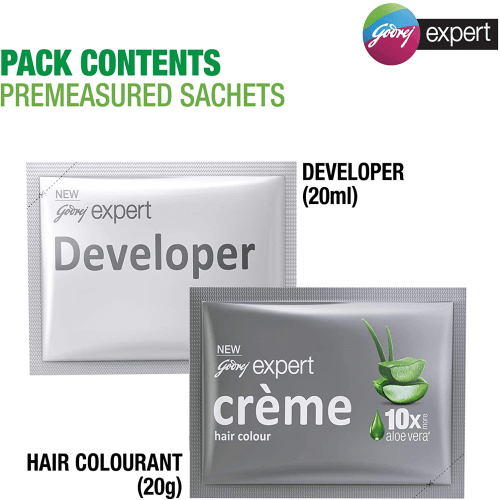 Godrej expert
PACK CONTENTS
PREMEASURED SACHETS
DEVELOPER
(20ml)
NEW
Godrej expert
Developer
NEW
Godrej expert
crème
hair colour
10x more
aloe vera*
HAIR COLOURANT
(20g)